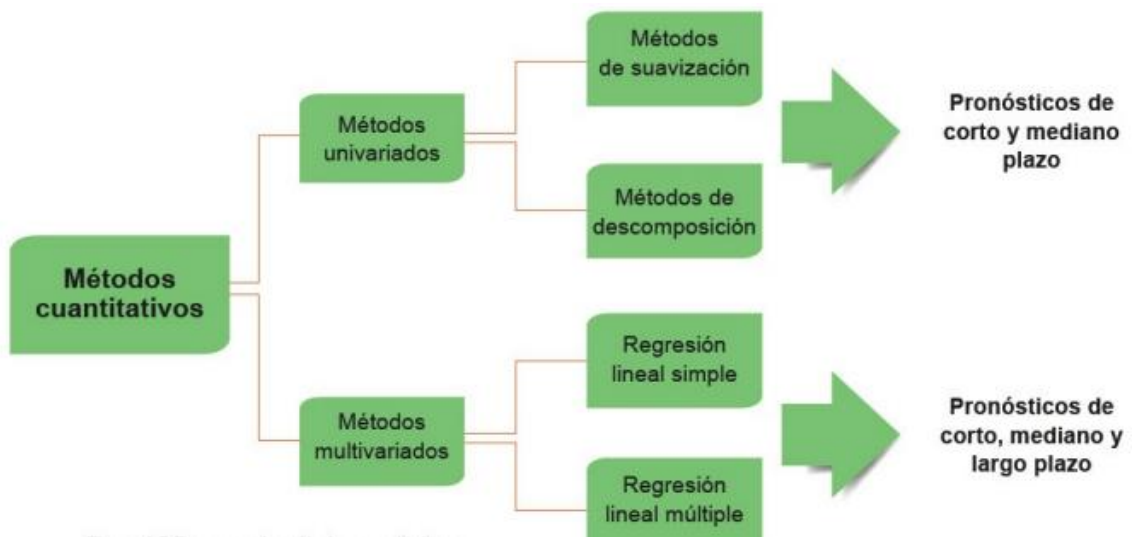 Métodos
de suavización
Pronósticos de
corto y mediano
plazo
Métodos
univariados
Métodos de
descomposición
Métodos
cuantitativos
Regresión
lineal simple
Pronósticos de
corto, mediano y
largo plazo
Métodos
multivariados
Regresión
lineal múltiple